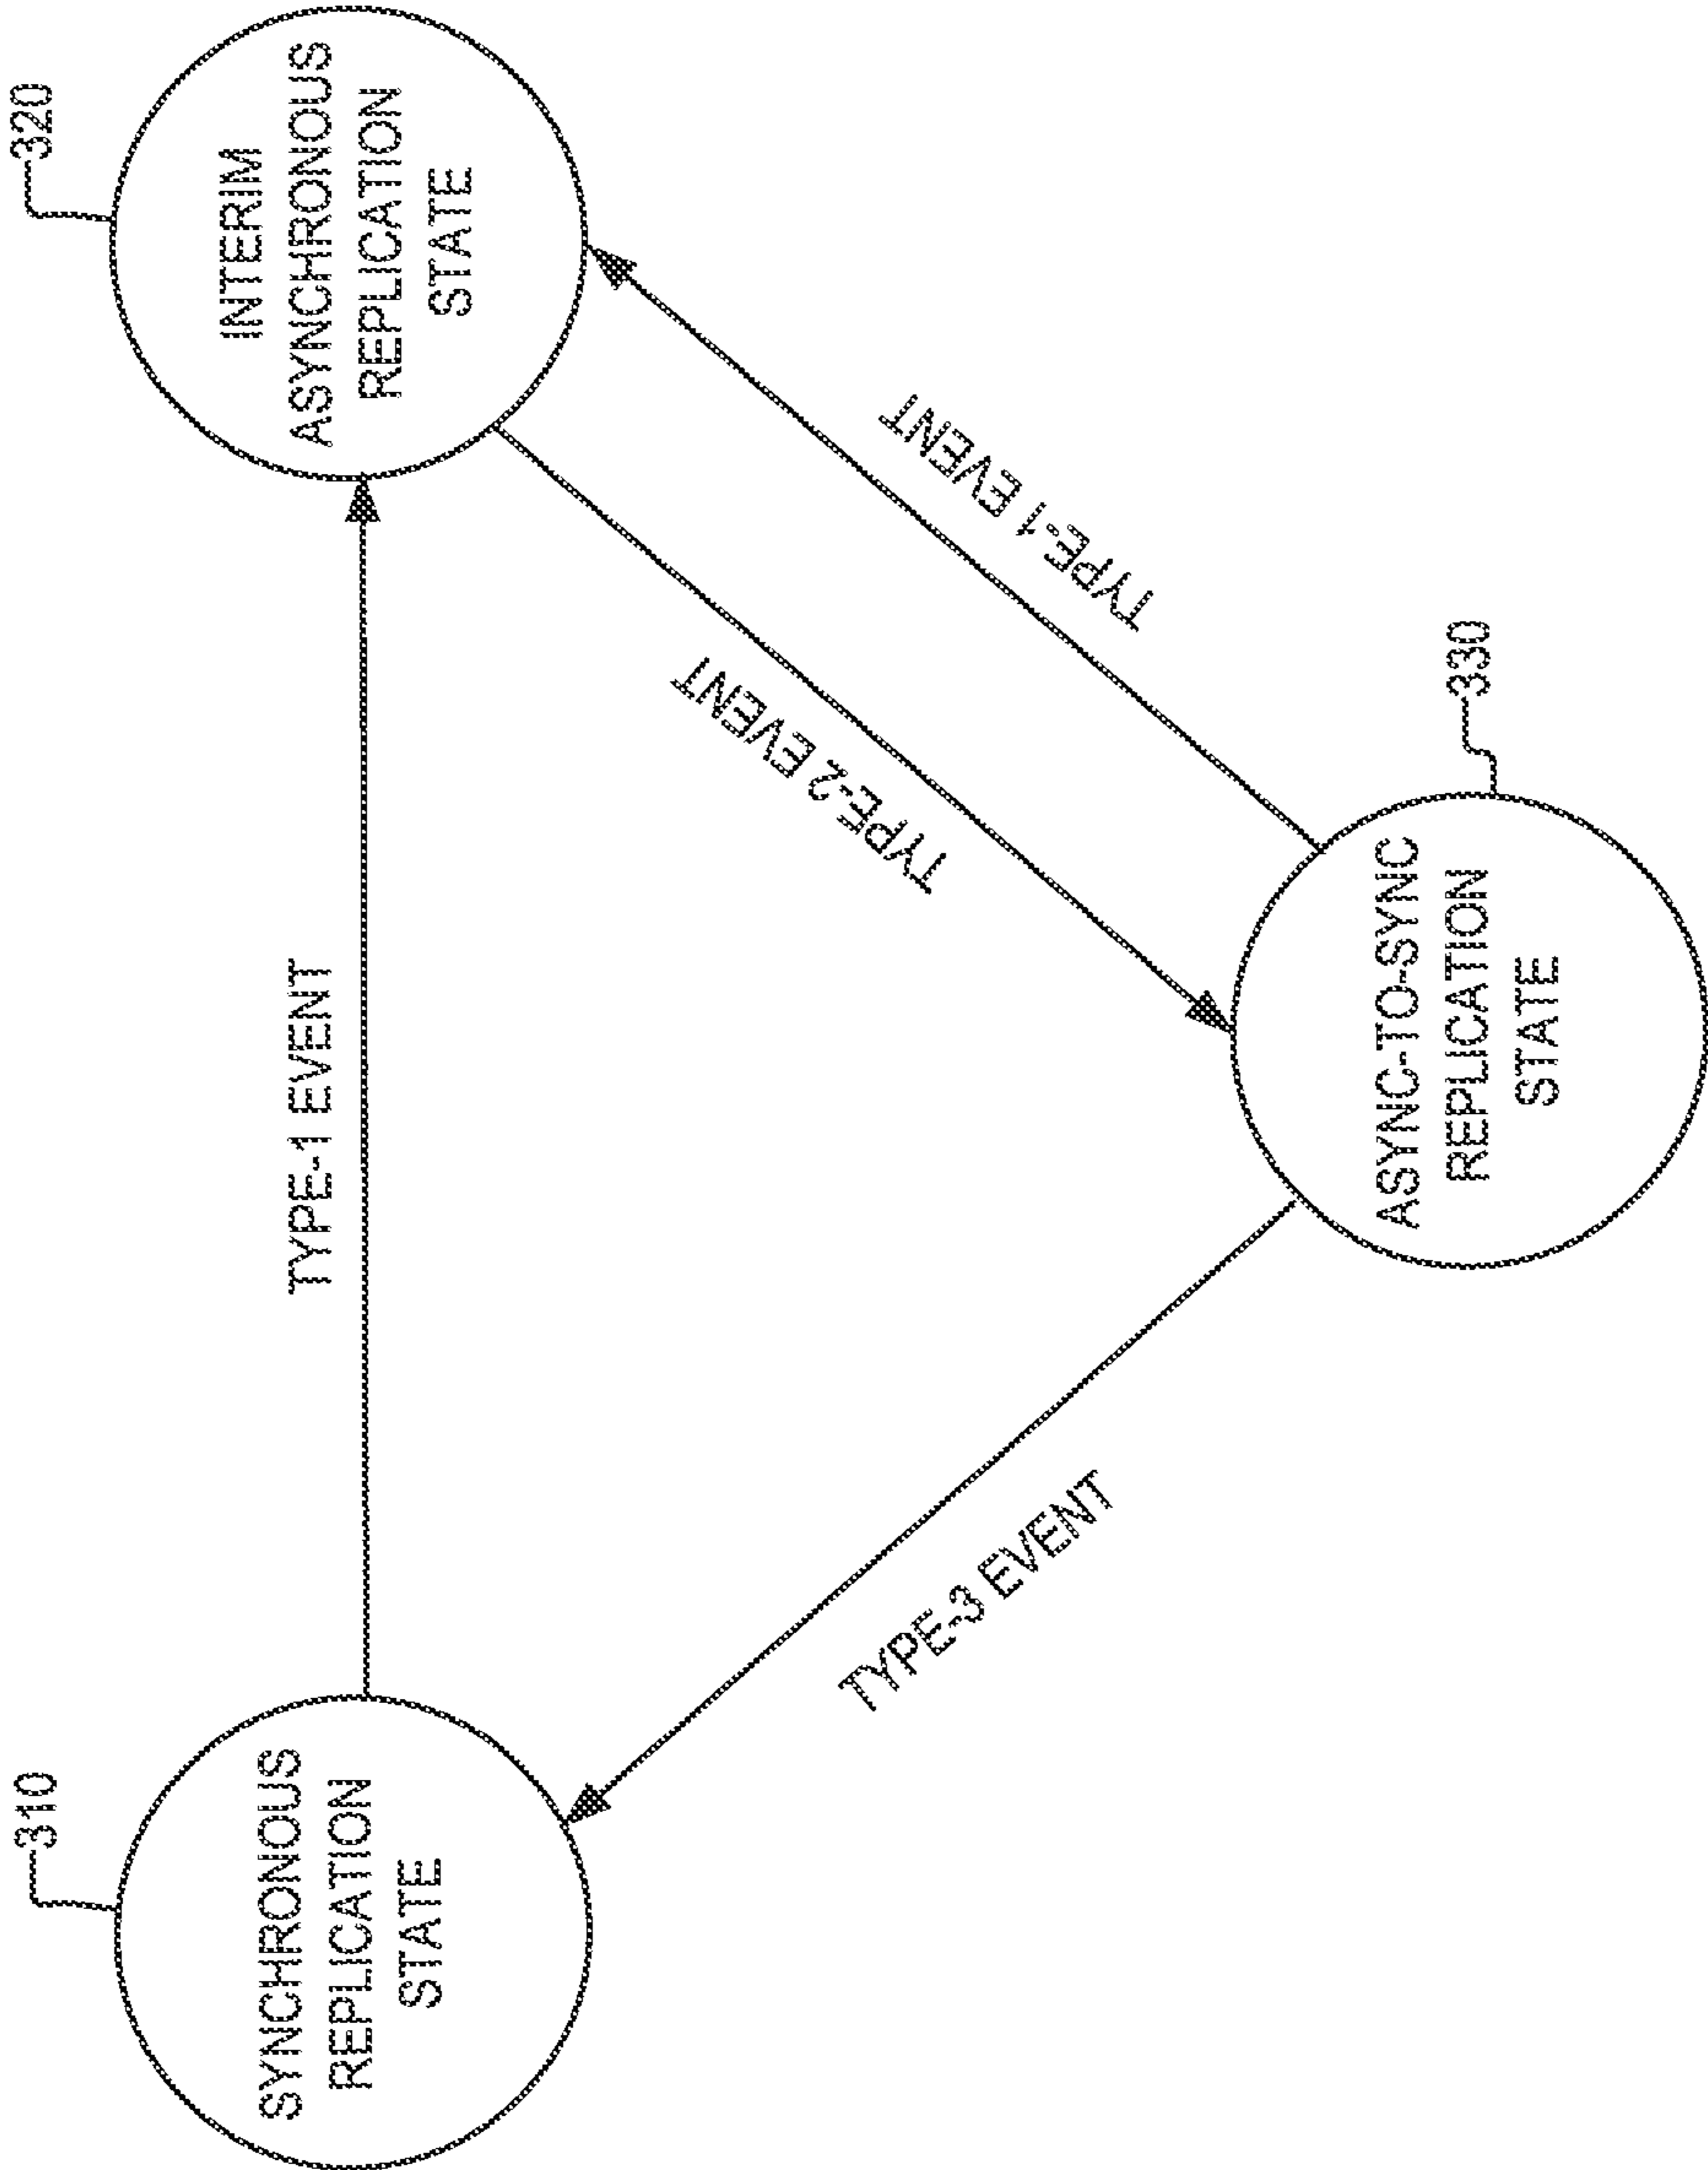 310
SYNCHRONOUS
REPLICATION
STATE
TYPE-1 EVENT
320
INTERIM
ASYNCHRONOUS
REPLICATION
STATE
TYPE-3 EVENT
TYPE-2 EVENT
TYPE-1 EVENT
330
ASYNC-TO-SYNC
REPLICATION
STATE